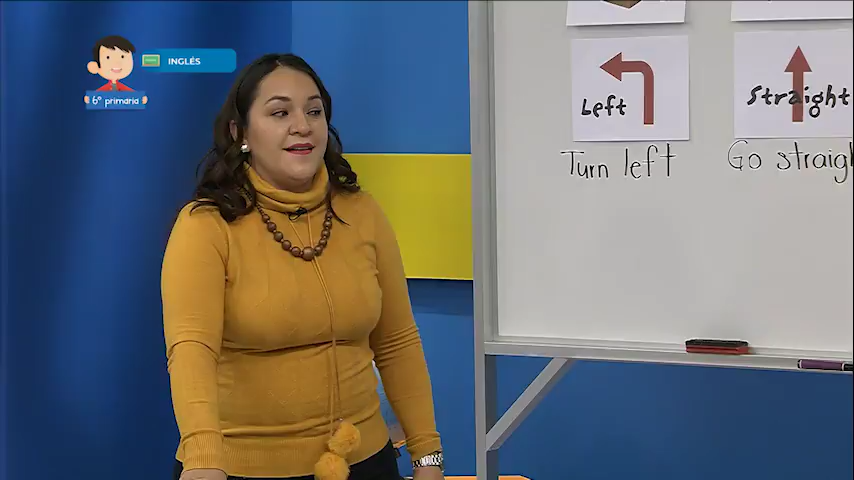 INGLÉS
6° primaria
Left
Straight
Turn left
Go straigh